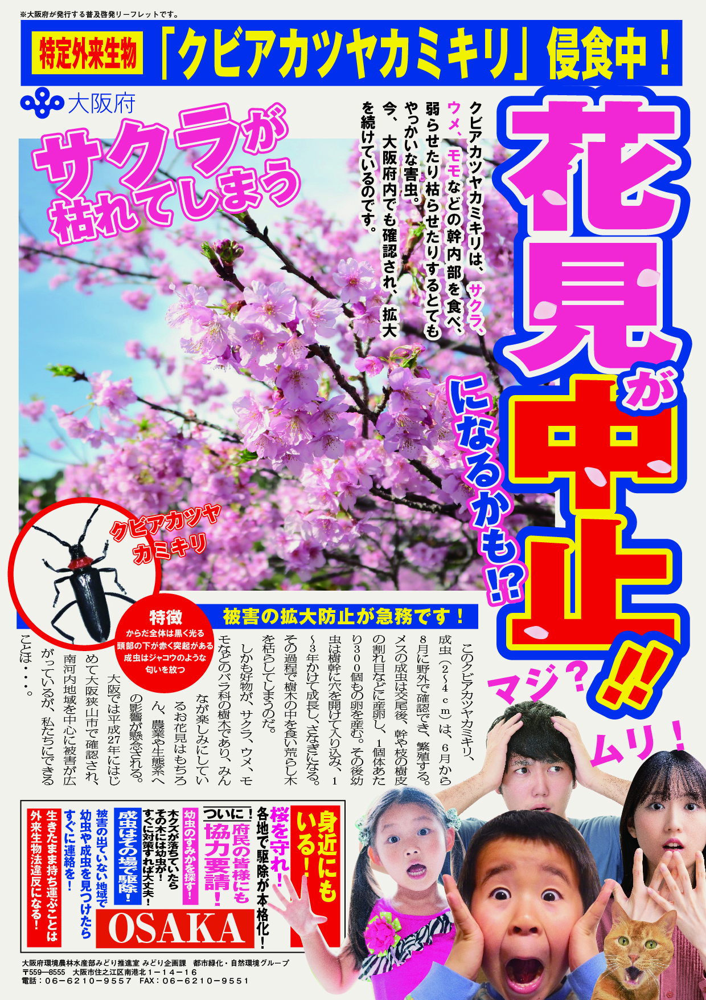 ※大阪府が発行する普及啓発リーフレットです。
特定外来生物
「クビアカツヤカミキリ」侵食中！
大阪府
花見が
中止!!
になるかも!?
サクラが
枯れてしまう
クビアカツヤカミキリは、サクラ、
ウメ、モモなどの幹内部を食べ、
弱らせたり枯らせたりするとても
やっかいな害虫。
今、大阪府内でも確認され、拡大
を続けているのです。
クビアカツヤ
カミキリ
特徴
からだ全体は黒く光る
頭部の下が赤く突起がある
成虫はジャコウのような
匂いを放つ
被害の拡大防止が急務です！
このクビアカツヤカミキリ、
成虫（2～4cm）は、6月から
8月に野外で確認でき、繁殖する。
メスの成虫は交尾後、幹や枝の樹皮
の割れ目などに産卵し、1個体あた
り300個もの卵を産む。その後幼
虫は樹幹に穴を開けて入り込み、1
～3年かけて成長し、さなぎになる。
その過程で樹木の中を食い荒らし木
を枯らしてしまうのだ。
しかも好物が、サクラ、ウメ、モ
モなどのバラ科の樹木であり、みん
なが楽しみにしてい
るお花見はもちろ
ん、農業や生態系へ
の影響が懸念される。
大阪では平成27年にはじ
めて大阪狭山市で確認され、
南河内地域を中心に被害が広
がっているが、私たちにできる
ことは・・・。
マジ？
ムリ！
身近にも
いる！
桜を守れ！
各地で駆除が本格化！
ついに！
府民の皆様にも
協力要請！
幼虫のすみかを探す！
木クズが落ちていたら
その木には幼虫が！
すぐに対策すれば大丈夫！
成虫はその場で駆除！
被害の出ていない地域で
幼虫や成虫を見つけたら
すぐに連絡を！
生きたまま持ち運ぶことは
外来生物法違反になる！
OSAKA
大阪府環境農林水産部みどり推進室 みどり企画課　都市緑化・自然環境グループ
〒559―8555　大阪市住之江区南港北１－１４－１６
電話：０６－６２１０－９５５７　FAX：０６－６２１０－９５５１